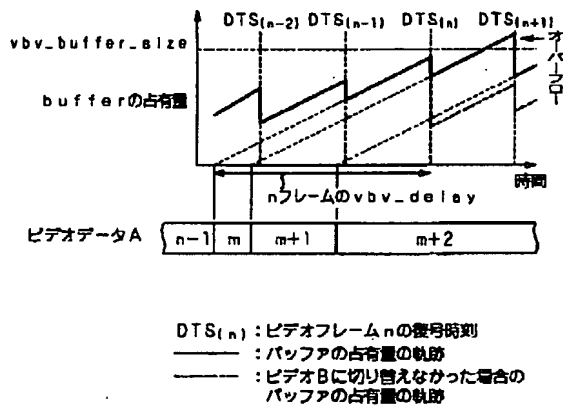 DTS(n-2) DTS(n-1) DTS(n) DTS(n+1)
vbv_buffer_size
オーバーフロー
bufferの占有量
時間
nフレームのvbv_delay
ビデオデータA n-1 m m+1 m+2
DTS(n) : ビデオフレームnの復号時刻
: バッファの占有量の軌跡
: ビデオBに切り替えなかった場合の
バッファの占有量の軌跡